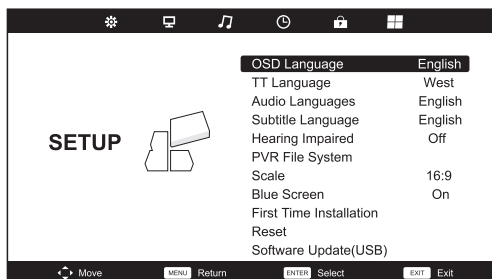 SETUP
OSD Language English
TT Language West
Audio Languages English
Subtitle Language English
Hearing Impaired Off
PVR File System
Scale 16:9
Blue Screen On
First Time Installation
Reset
Software Update(USB)
Move MENU Return ENTER Select EXIT Exit